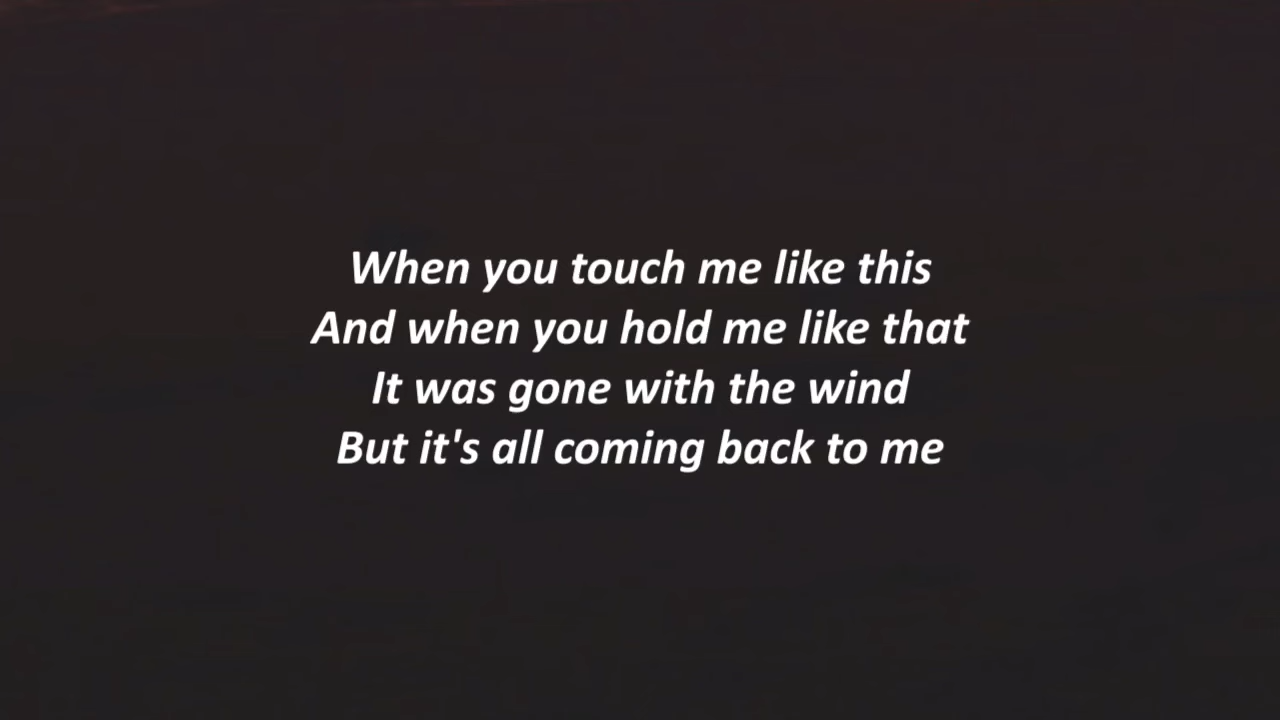 When you touch me like this
And when you hold me like that
It was gone with the wind
But it's all coming back to me